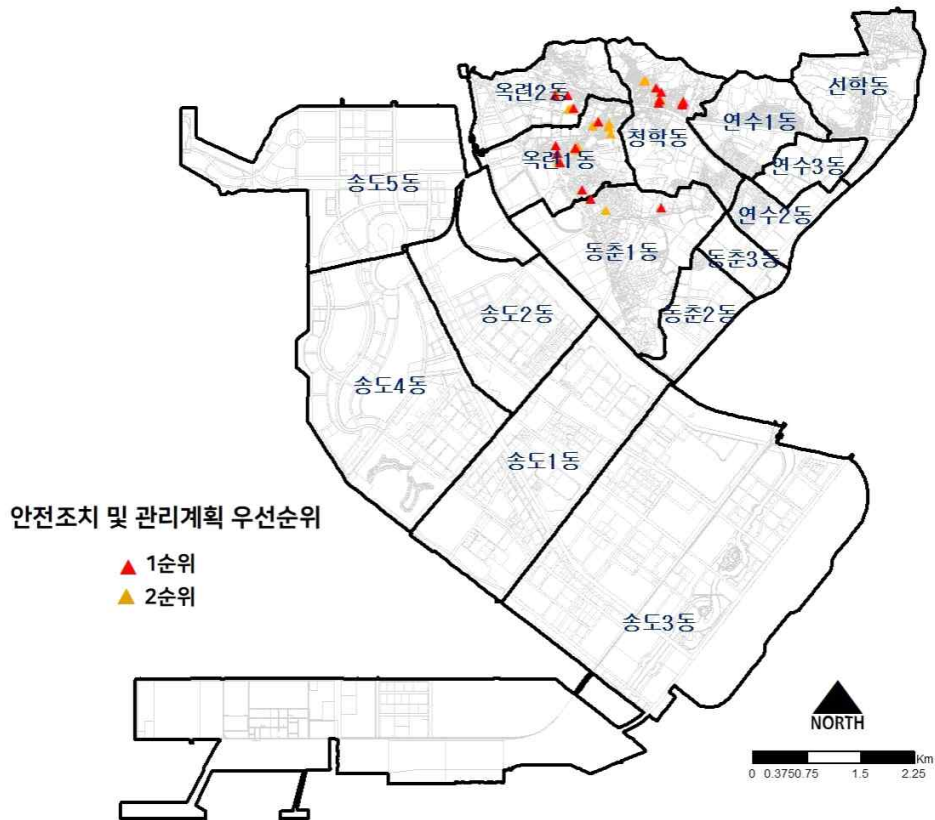 선학동
옥련2동
연수1동
청학동
옥련1동
연수3동
송도5동
연수2동
동춘1동
동춘3동
송도2동
동춘2동
송도4동
송도1동
안전조치 및 관리계획 우선순위
1순위
2순위
송도3동
NORTH
Km
0 0.3750.75 1.5 2.25